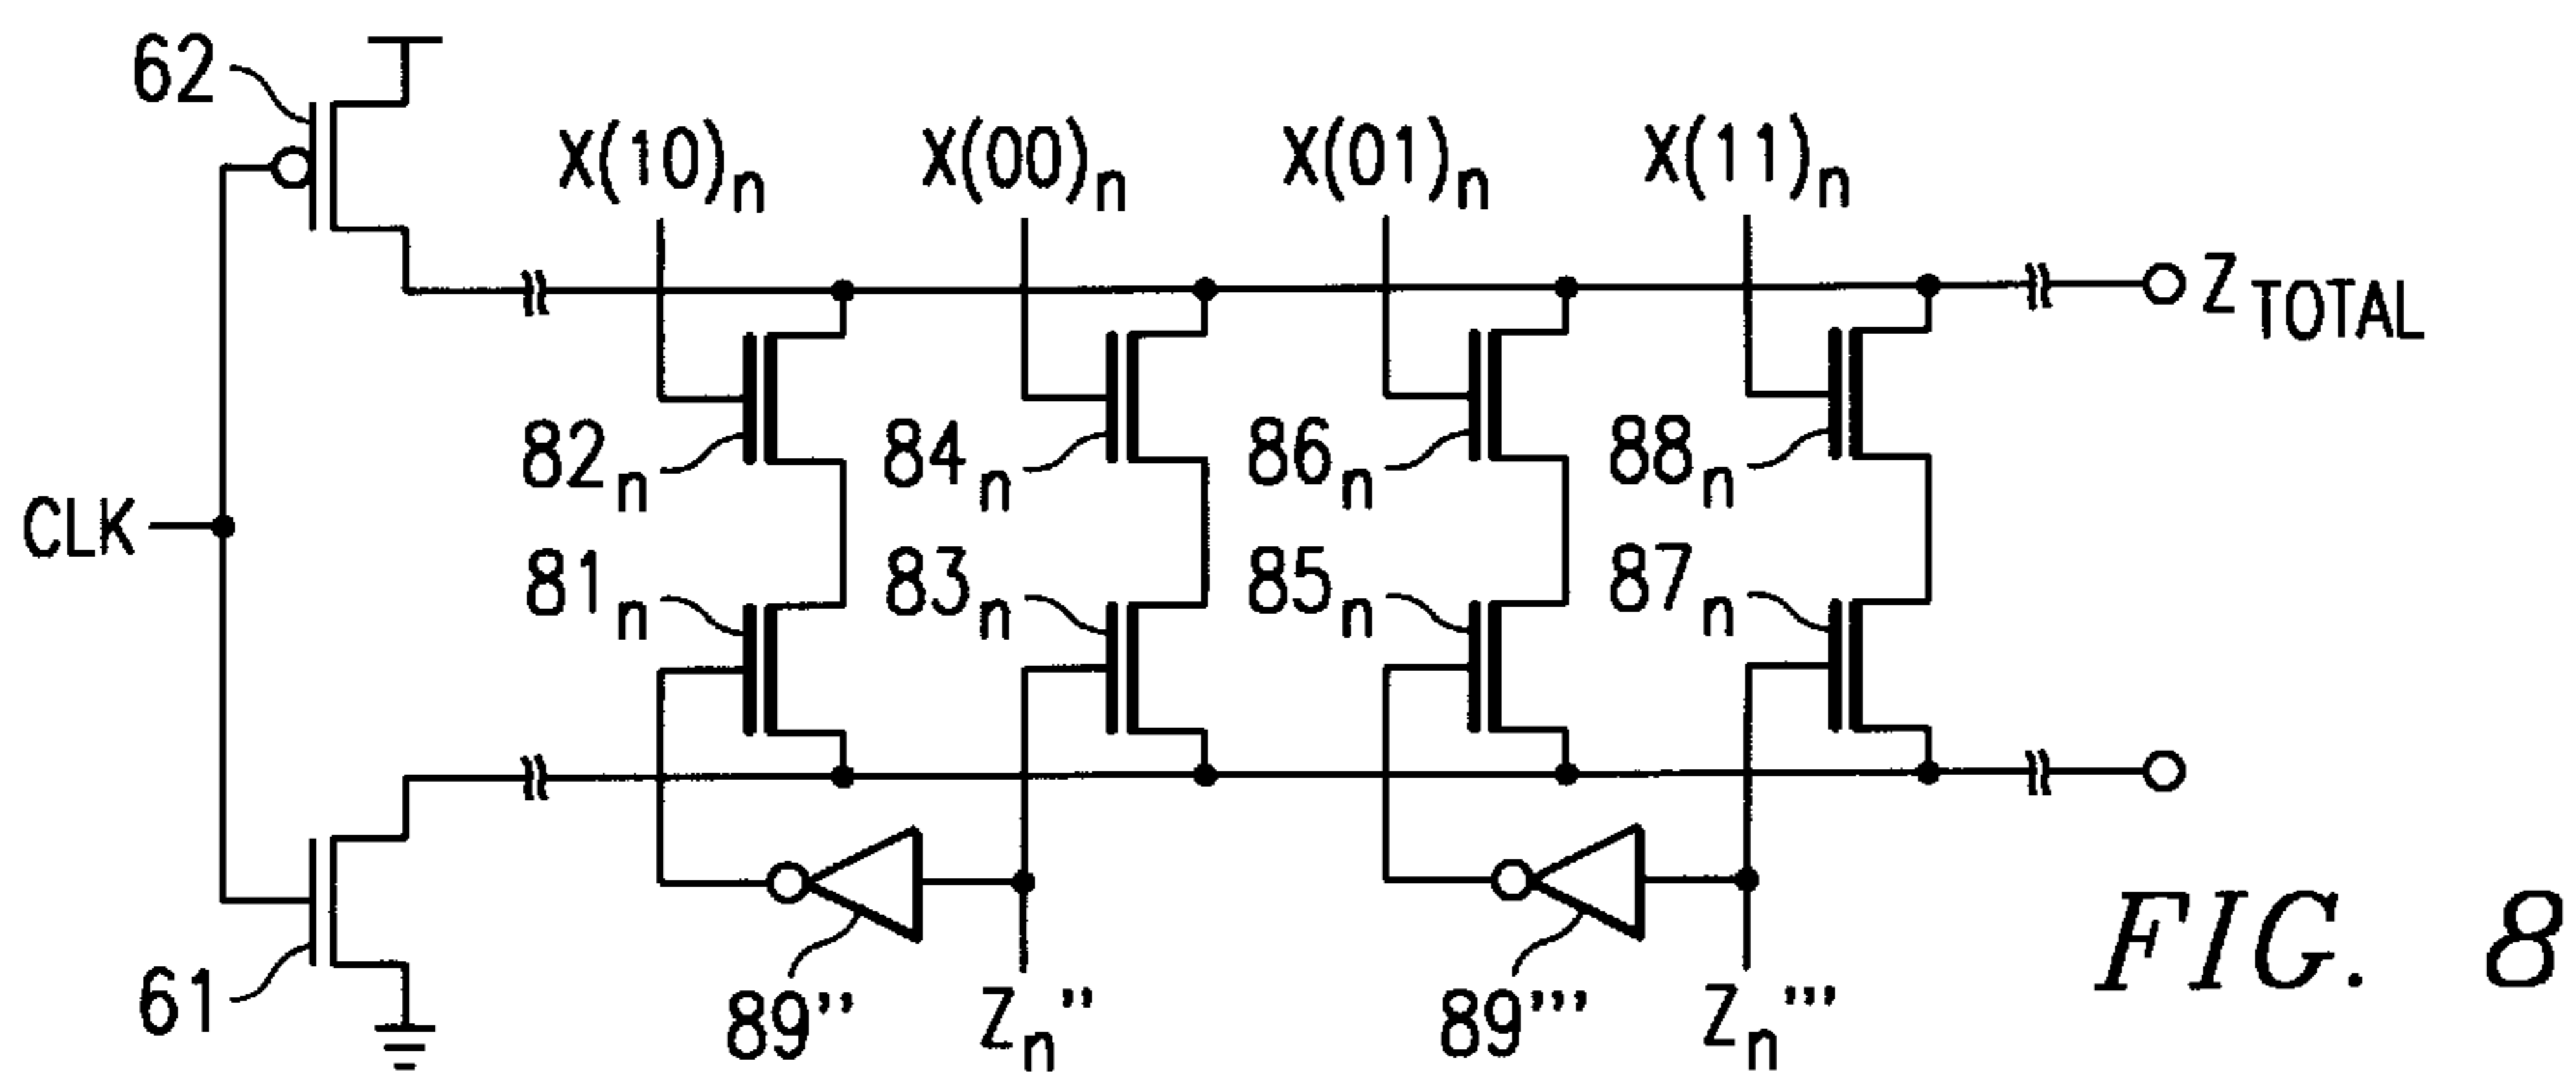 62
X(10)n
X(00)n
X(01)n
X(11)n
Z TOTAL
82n
84n
86n
88n
CLK
81n
83n
85n
87n
61
89''
Zn''
89'''
Zn'''
FIG. 8